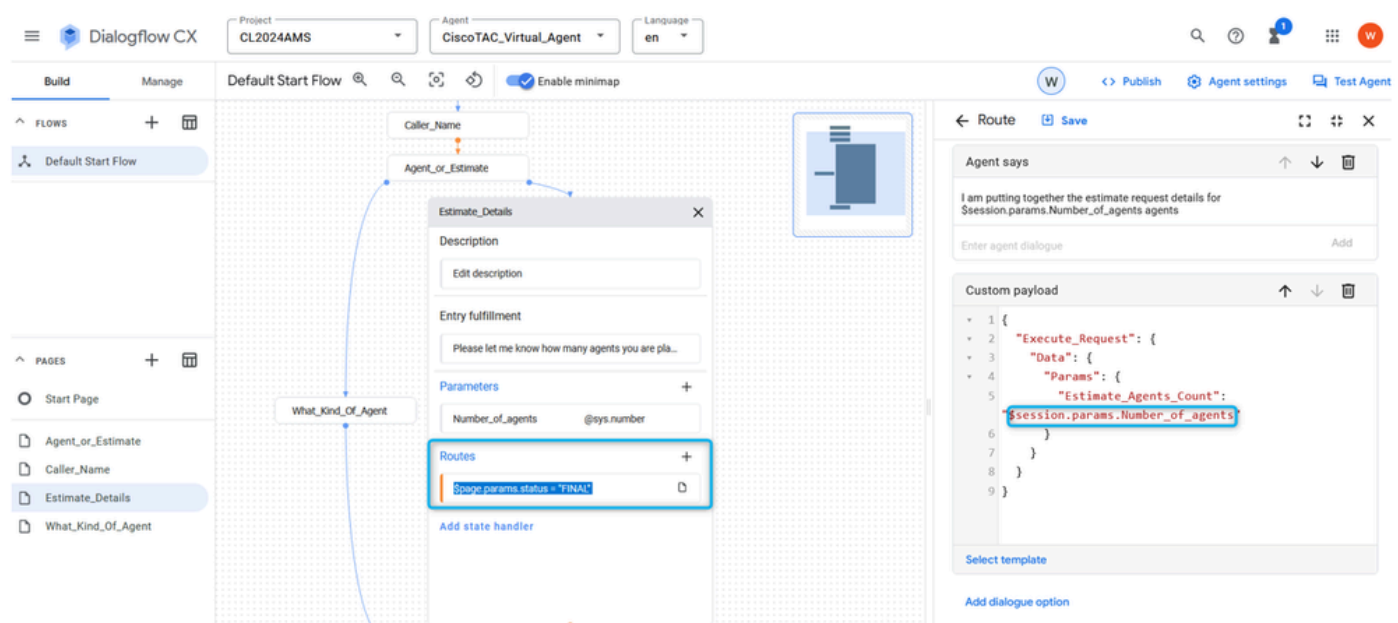 Dialogflow CX
Project
CL2024AMS
Agent
CiscoTAC_Virtual_Agent
Language
en
1
W
Build
Manage
Default Start Flow
Enable minimap
W
<> Publish
Agent settings
Test Agent
FLOWS
Default Start Flow
PAGES
Start Page
Agent_or_Estimate
Caller_Name
Estimate_Details
What_Kind_Of_Agent
Caller_Name
Agent_or_Estimate
What_Kind_Of_Agent
Estimate_Details
Description
Edit description
Entry fulfillment
Please let me know how many agents you are pla...
Parameters
Number_of_agents @sys.number
Routes
$page.params.status = "FINAL"
Add state handler
Route
Save
Agent says
I am putting together the estimate request details for
$session.params.Number_of_agents agents
Enter agent dialogue
Add
Custom payload
1 {
2 "Execute_Request": {
3 "Data": {
4 "Params": {
5 "Estimate_Agents_Count":
"$session.params.Number_of_agents"
6 }
7 }
8 }
9 }
Select template
Add dialogue option